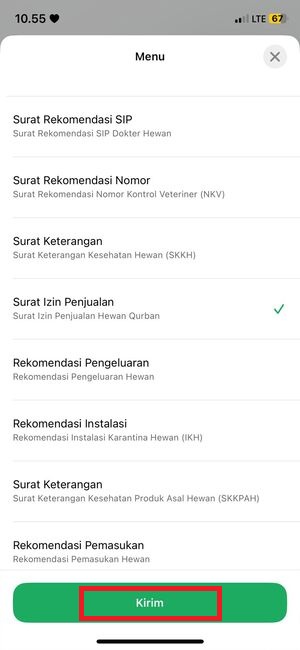 10.55
LTE 67
Menu
Surat Rekomendasi SIP
Surat Rekomendasi SIP Dokter Hewan
Surat Rekomendasi Nomor
Surat Rekomendasi Nomor Kontrol Veteriner (NKV)
Surat Keterangan
Surat Keterangan Kesehatan Hewan (SKKH)
Surat Izin Penjualan
Surat Izin Penjualan Hewan Qurban
Rekomendasi Pengeluaran
Rekomendasi Pengeluaran Hewan
Rekomendasi Instalasi
Rekomendasi Instalasi Karantina Hewan (IKH)
Surat Keterangan
Surat Keterangan Kesehatan Produk Asal Hewan (SKKPAH)
Rekomendasi Pemasukan
Rekomendasi Pemasukan Hewan
Kirim